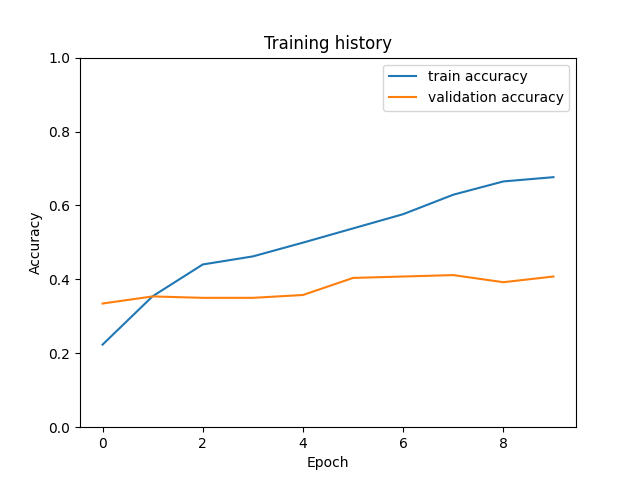 Training history
train accuracy
validation accuracy
Accuracy
1.0
0.8
0.6
0.4
0.2
0.0
0 2 4 6 8
Epoch